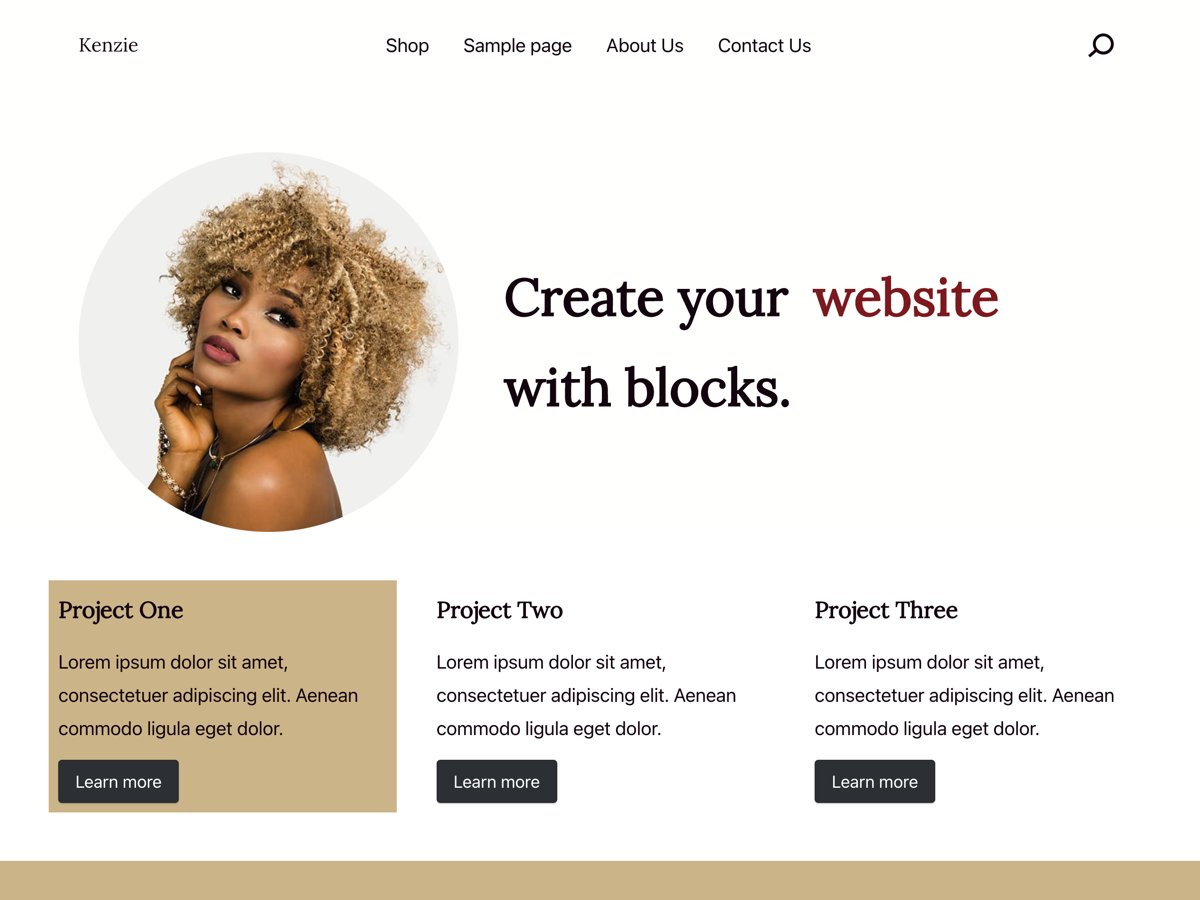 Kenzie
Shop Sample page About Us Contact Us
Create your website
with blocks.
Project One
Lorem ipsum dolor sit amet,
consectetuer adipiscing elit. Aenean
commodo ligula eget dolor.
Learn more
Project Two
Lorem ipsum dolor sit amet,
consectetuer adipiscing elit. Aenean
commodo ligula eget dolor.
Learn more
Project Three
Lorem ipsum dolor sit amet,
consectetuer adipiscing elit. Aenean
commodo ligula eget dolor.
Learn more